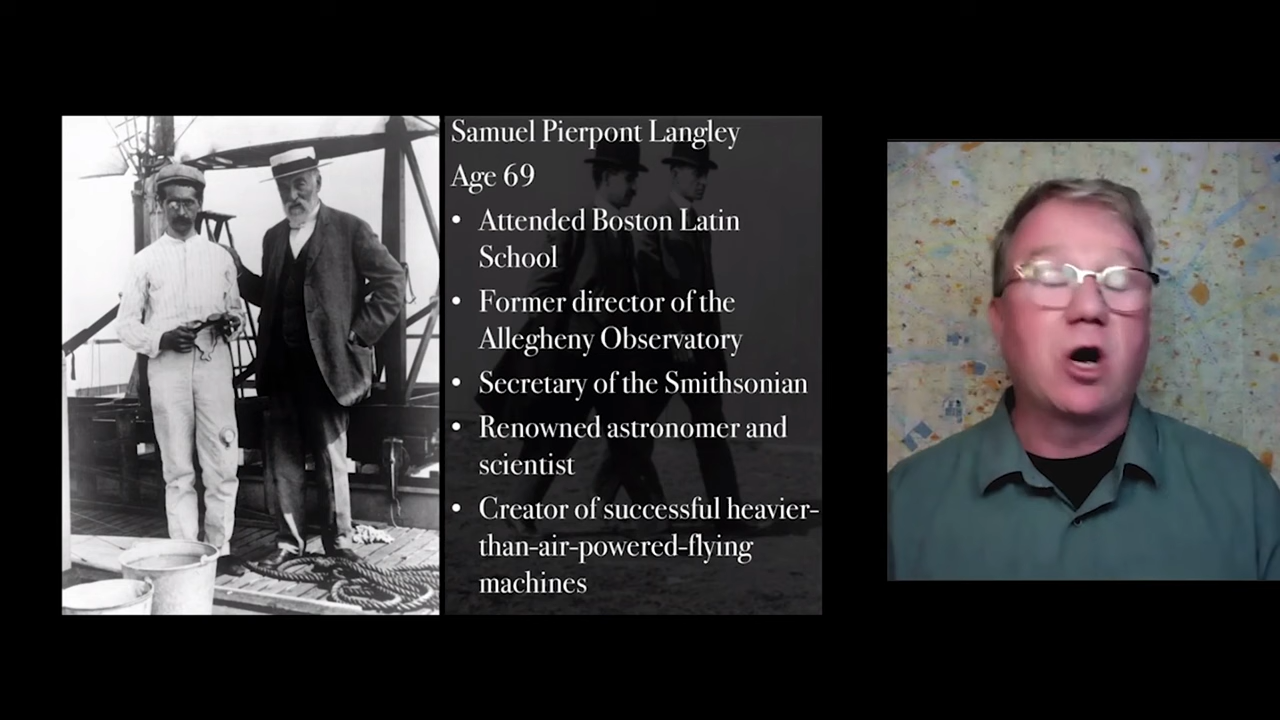 Samuel Pierpont Langley
Age 69
• Attended Boston Latin
School
• Former director of the
Allegheny Observatory
• Secretary of the Smithsonian
• Renowned astronomer and
scientist
• Creator of successful heavier-
than-air-powered-flying
machines